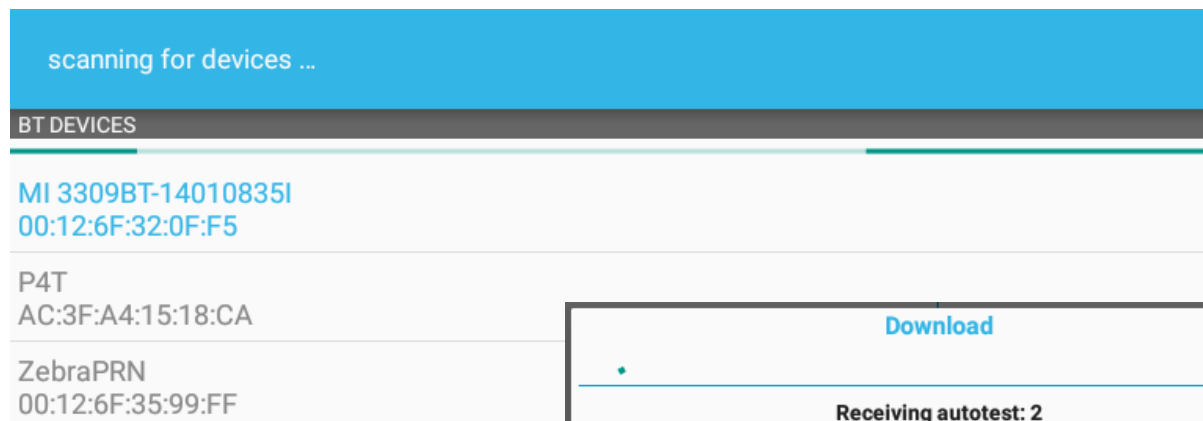 scanning for devices ...
BT DEVICES
MI 3309BT-14010835I
00:12:6F:32:0F:F5
P4T
AC:3F:A4:15:18:CA
ZebraPRN
00:12:6F:35:99:FF
Download
Receiving autotest: 2